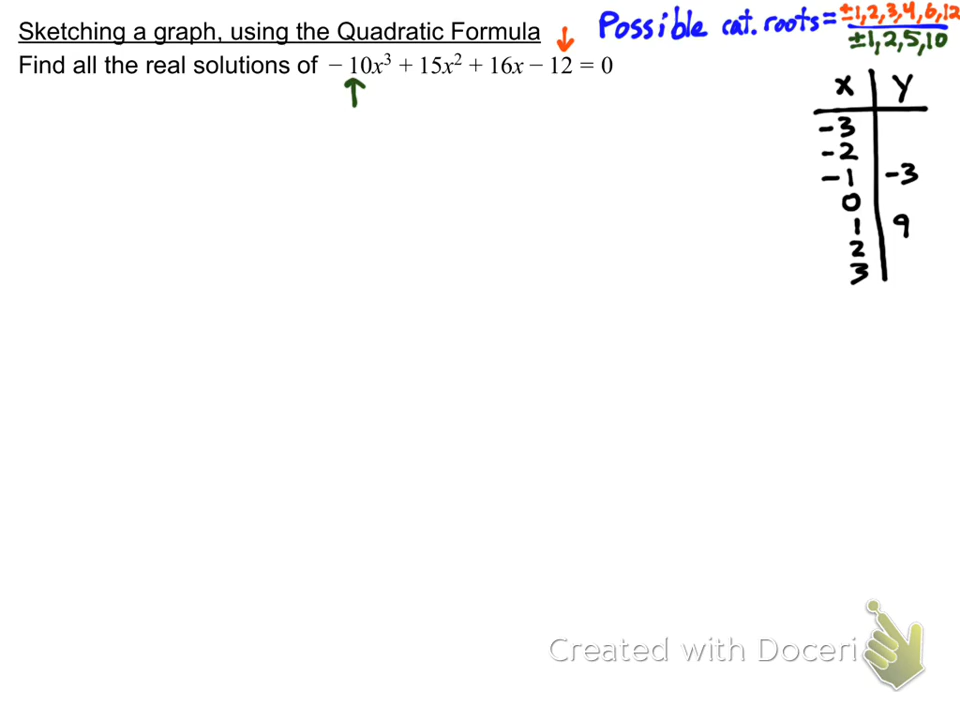 Sketching a graph, using the Quadratic Formula
Find all the real solutions of − 10x³ + 15x² + 16x − 12 = 0
Possible cat. roots = ±1,2,3,4,6,12
±1,2,5,10
x y
-3
-2
-1 -3
0
1 9
2
3
Created with Doceri